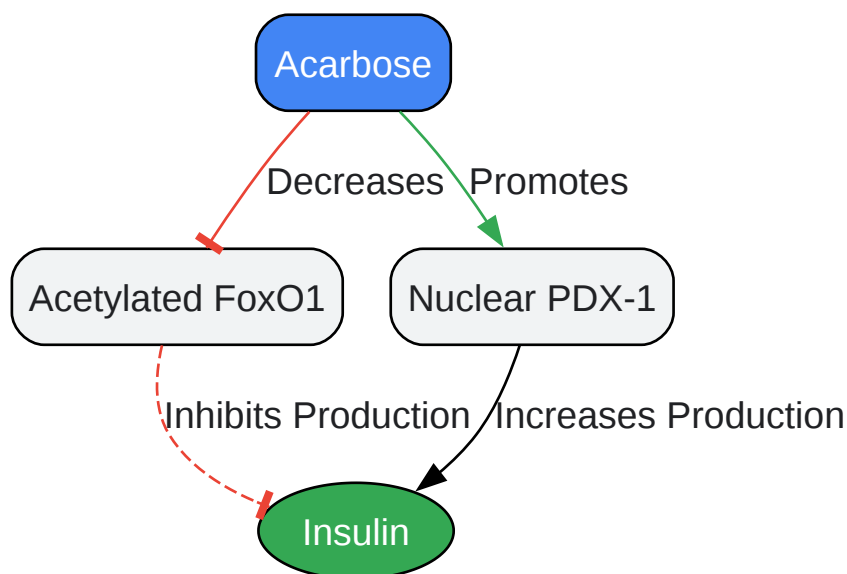 Acarbose
Decreases
Promotes
Acetylated FoxO1
Nuclear PDX-1
Inhibits Production
Increases Production
Insulin